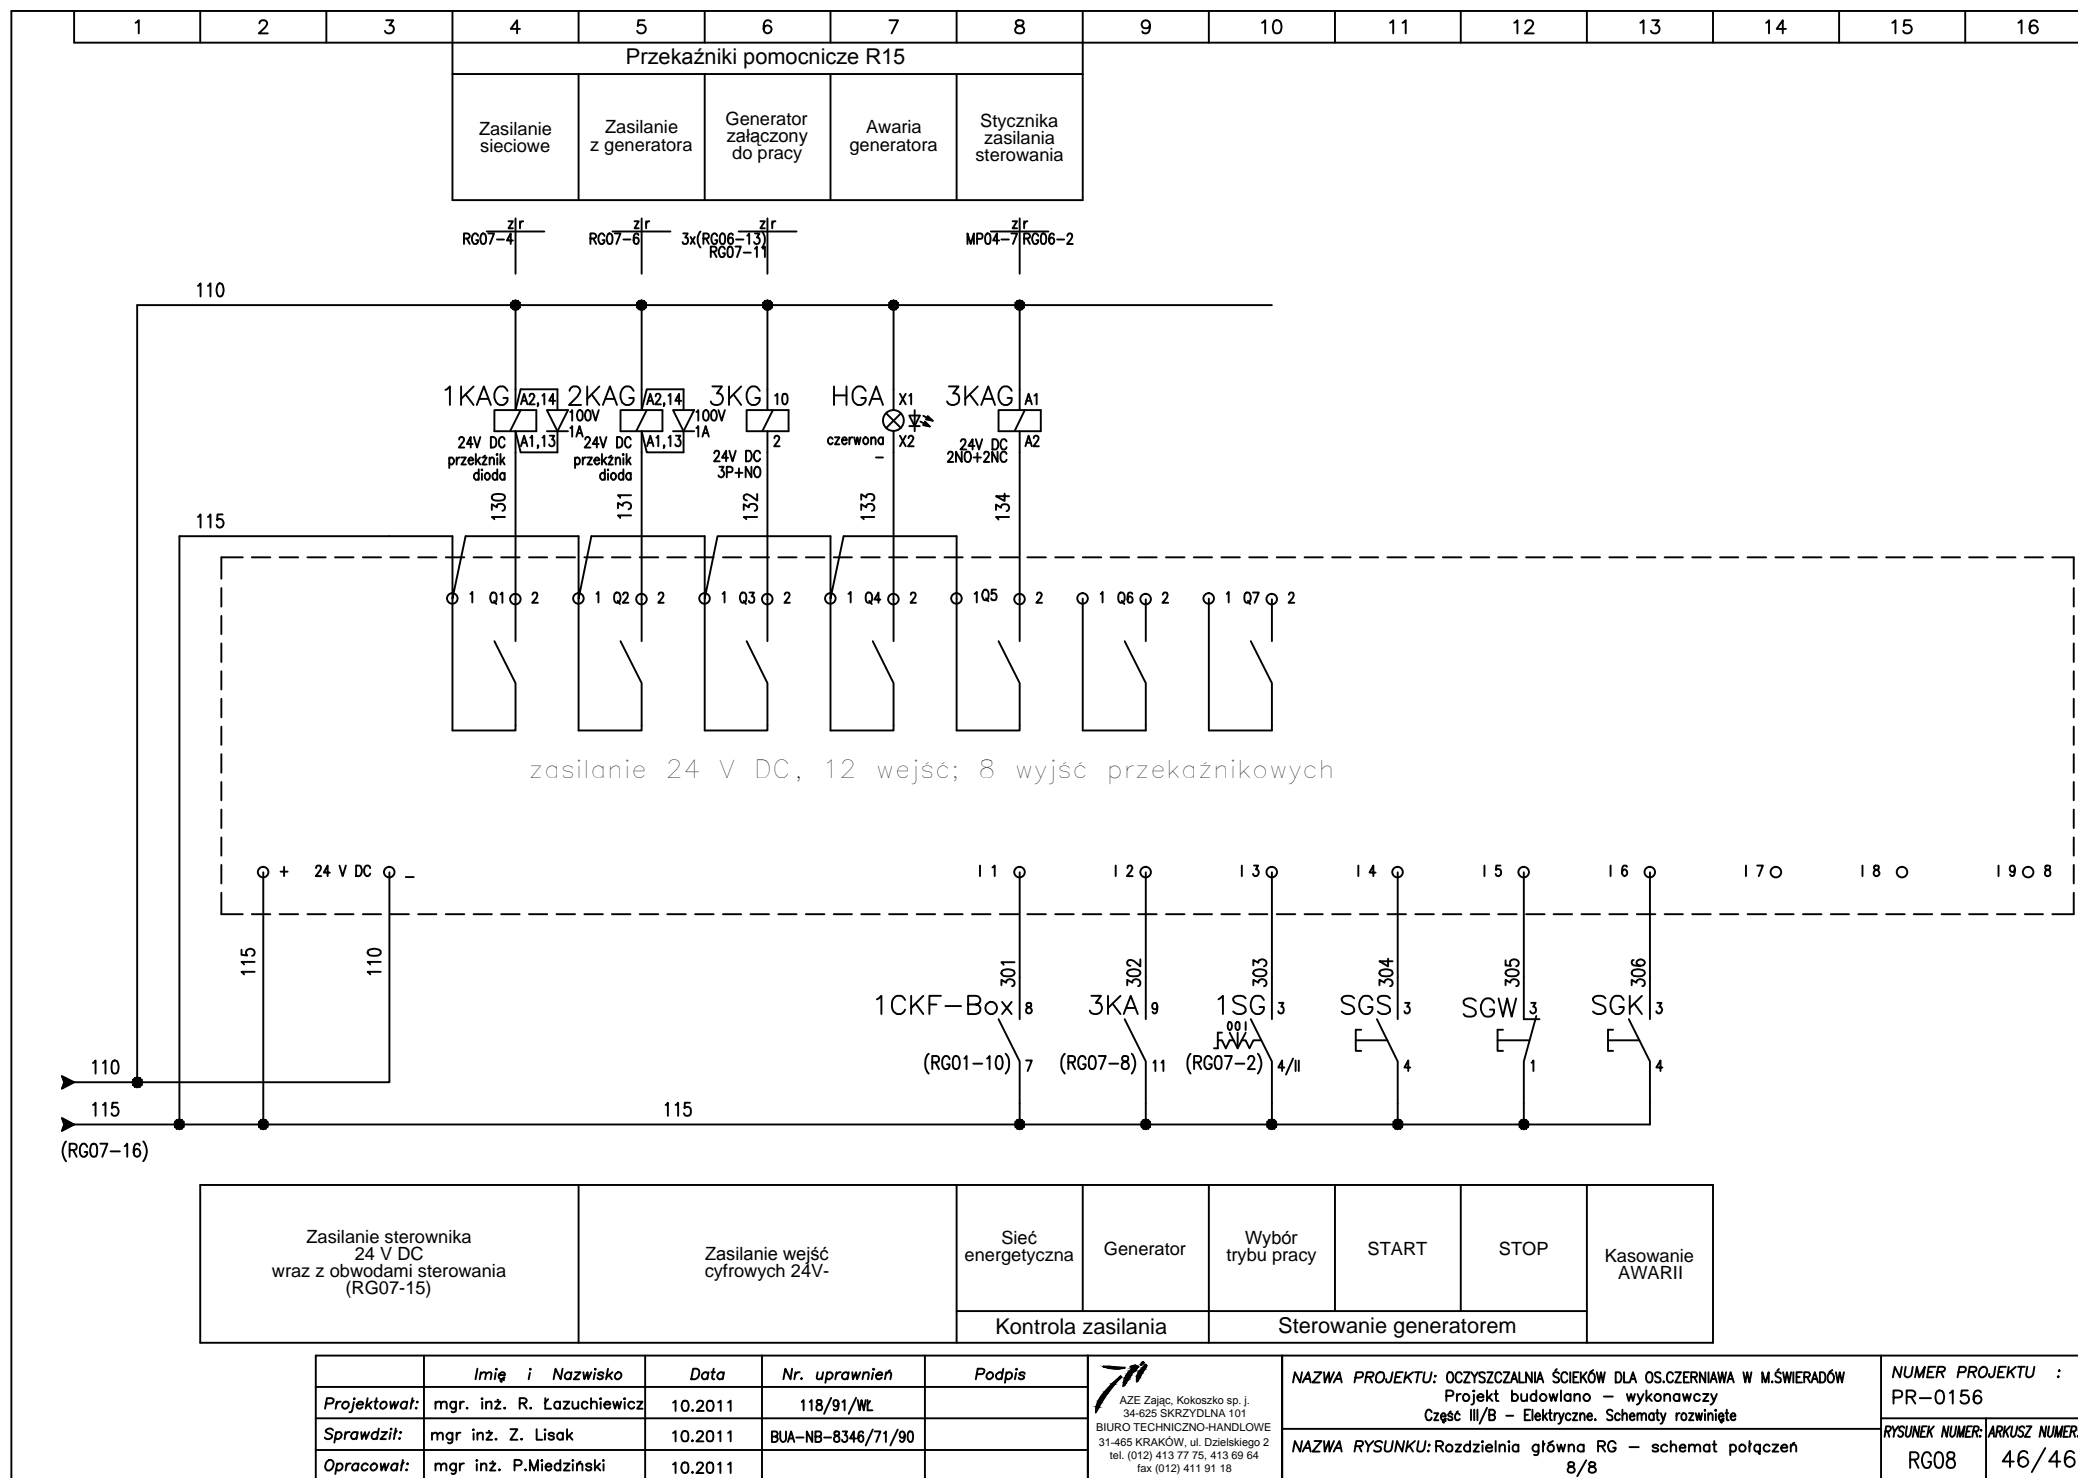 1 2 3 4 5 6 7 8 9 10 11 12 13 14 15 16
Przekaźniki pomocnicze R15
Zasilanie
sieciowe
Zasilanie
z generatora
Generator
załączony
do pracy
Awaria
generatora
Stycznika
zasilania
sterowania
z r
RG07-4
z r
RG07-6
z r
3x(RG06-13)
RG07-11
z r
MP04-7 RG06-2
110
1KAG A2,14
100V
1A
A1,13
24V DC
przekźnik
dioda
2KAG A2,14
100V
1A
A1,13
24V DC
przekźnik
dioda
3KG 10
2
24V DC
3P+NO
HGA X1
czerwona X2
-
3KAG A1
A2
24V DC
2NO+2NC
130
131
132
133
134
115
1 Q1 2
1 Q2 2
1 Q3 2
1 Q4 2
1 Q5 2
1 Q6 2
1 Q7 2
zasilanie 24 V DC, 12 wejść; 8 wyjść przekaźnikowych
+ 24 V DC -
I 1
I 2
I 3
I 4
I 5
I 6
I 7
I 8
I 9 8
115
110
301
302
303
304
305
306
1CKF-Box 8
(RG01-10) 7
3KA 9
(RG07-8) 11
1SG 3
001
(RG07-2) 4/II
SGS 3
4
SGW 3
1
SGK 3
4
110
115
115
(RG07-16)
Zasilanie sterownika
24 V DC
wraz z obwodami sterowania
(RG07-15)
Zasilanie wejść
cyfrowych 24V-
Sieć
energetyczna
Generator
Wybór
trybu pracy
START
STOP
Kasowanie
AWARII
Kontrola zasilania
Sterowanie generatorem
Imię i Nazwisko Data Nr. uprawnień Podpis
Projektował: mgr. inż. R. Łazuchiewicz 10.2011 118/91/WŁ
Sprawdził: mgr inż. Z. Lisak 10.2011 BUA-NB-8346/71/90
Opracował: mgr inż. P.Miedziński 10.2011
AZE Zając, Kokoszko sp. j.
34-625 SKRZYDLNA 101
BIURO TECHNICZNO-HANDLOWE
31-465 KRAKÓW, ul. Dzielskiego 2
tel. (012) 413 77 75, 413 69 64
fax (012) 411 91 18
NAZWA PROJEKTU: OCZYSZCZALNIA ŚCIEKÓW DLA OS.CZERNIAWA W M.ŚWIERADÓW
Projekt budowlano - wykonawczy
Część III/B - Elektryczne. Schematy rozwinięte
NAZWA RYSUNKU: Rozdzielnia główna RG - schemat połączeń
8/8
NUMER PROJEKTU :
PR-0156
RYSUNEK NUMER: ARKUSZ NUMER:
RG08 46/46